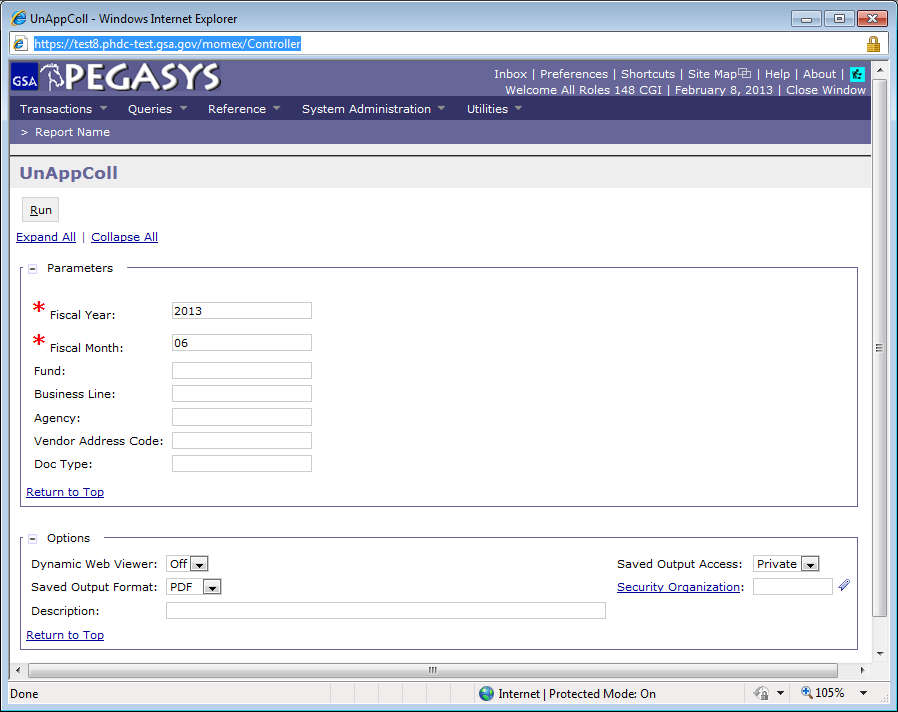 UnAppColl - Windows Internet Explorer
https://test8.phdc-test.gsa.gov/momex/Controller
GSA PEGASYS
Inbox | Preferences | Shortcuts | Site Map | Help | About |
Welcome All Roles 148 CGI | February 8, 2013 | Close Window
Transactions Queries Reference System Administration Utilities
> Report Name
UnAppColl
Run
Expand All | Collapse All
Parameters
* Fiscal Year: 2013
* Fiscal Month: 06
Fund:
Business Line:
Agency:
Vendor Address Code:
Doc Type:
Return to Top
Options
Dynamic Web Viewer: Off Saved Output Access: Private
Saved Output Format: PDF Security Organization:
Description:
Return to Top
Done Internet | Protected Mode: On 105%